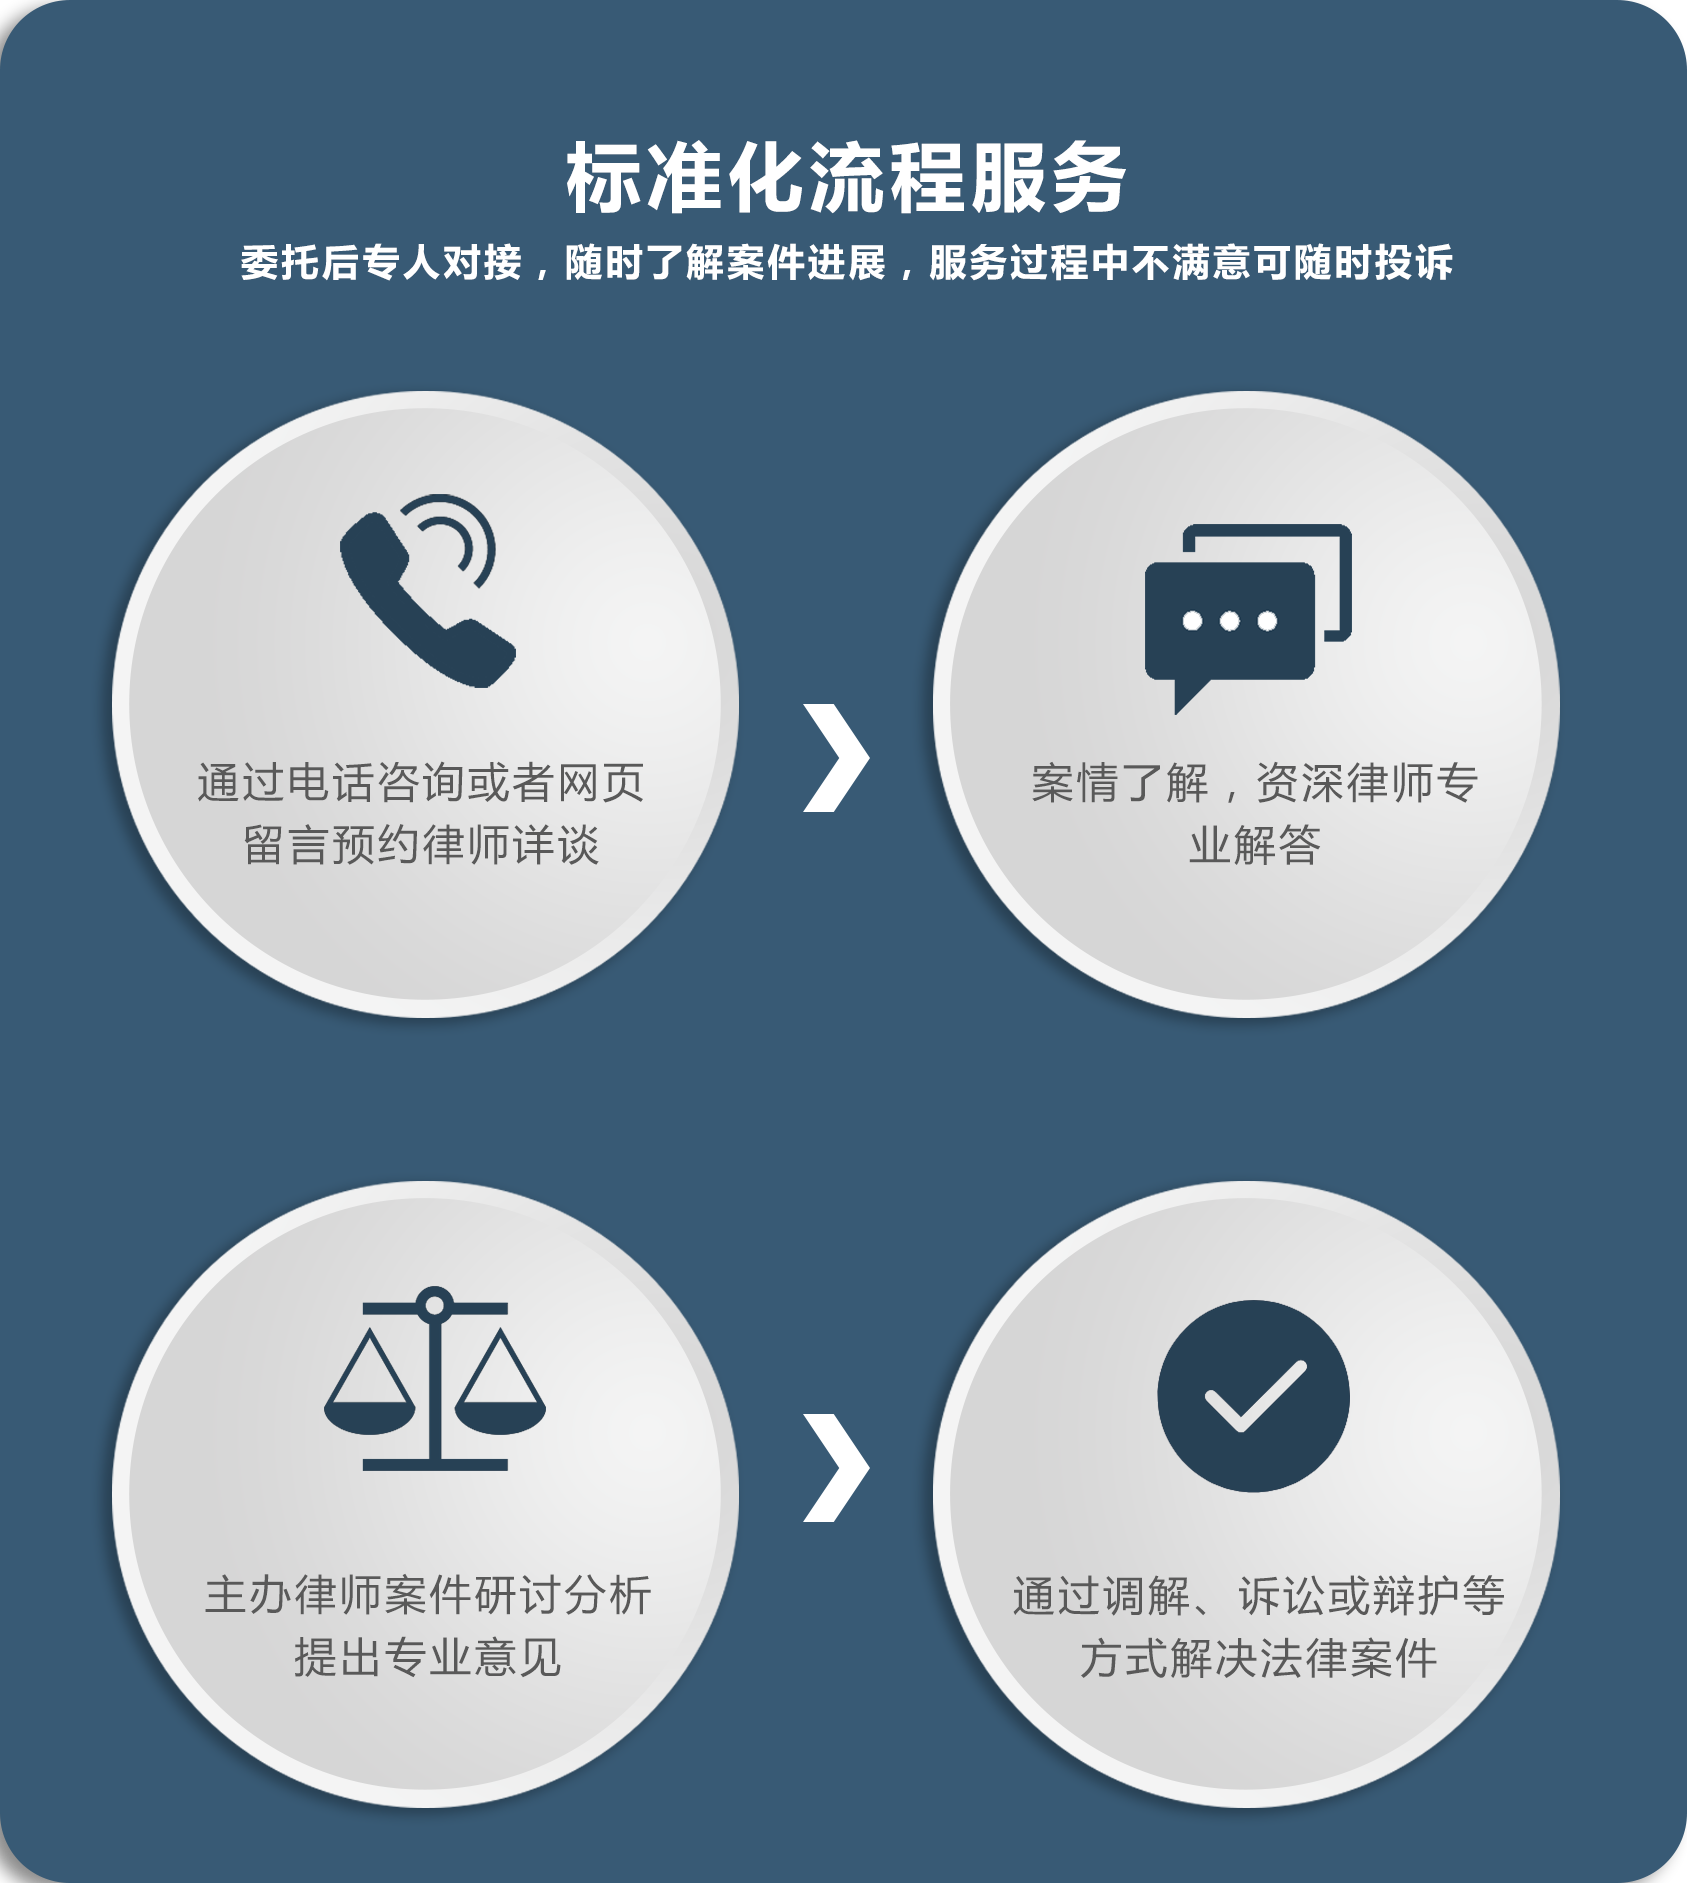 标准化流程服务
委托后专人对接，随时了解案件进展，服务过程中不满意可随时投诉
通过电话咨询或者网页
留言预约律师详谈
案情了解，资深律师专
业解答
主办律师案件研讨分析
提出专业意见
通过调解、诉讼或辩护等
方式解决法律案件